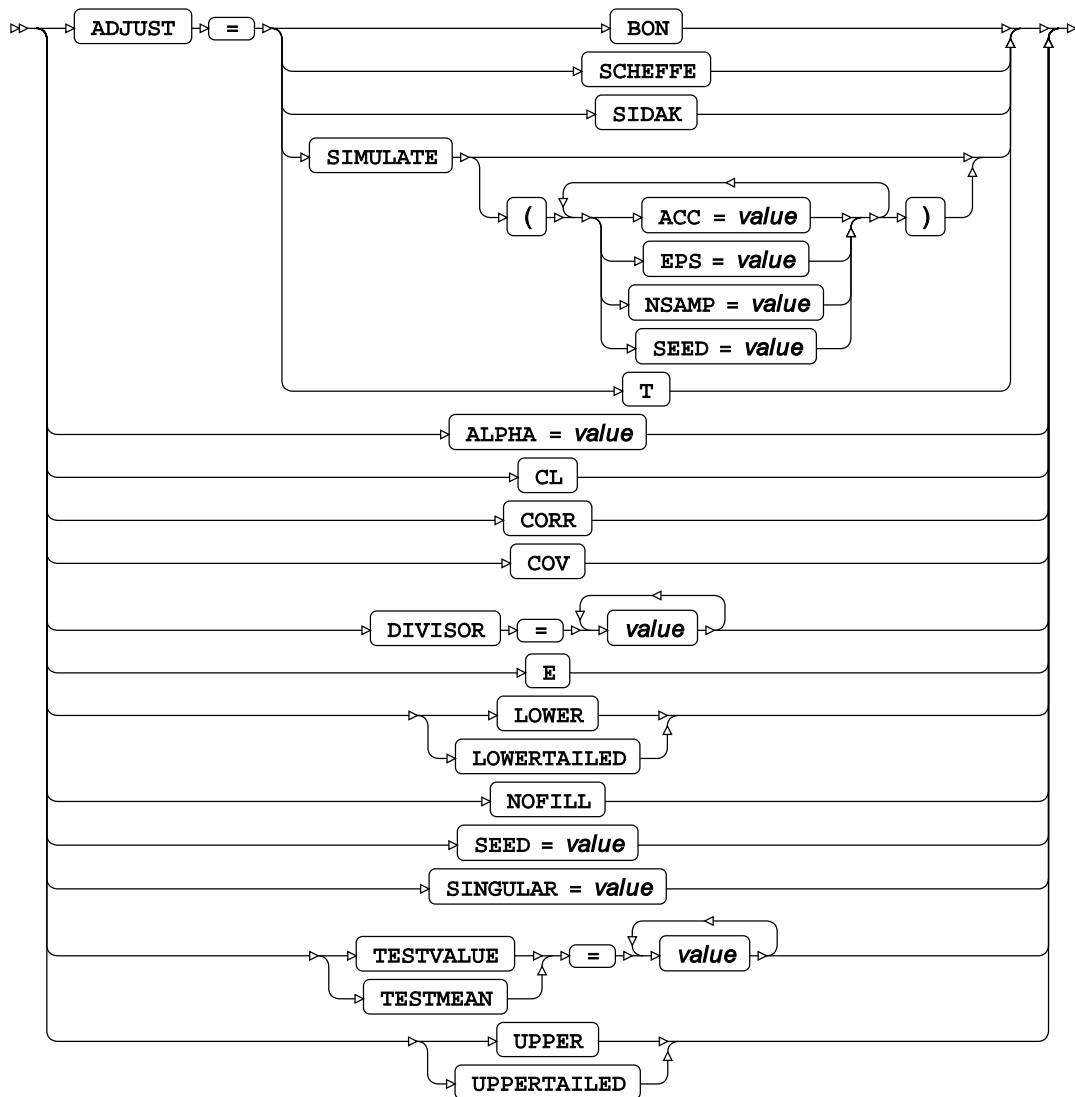 ADJUST = BON
SCHEFFE
SIDAK
SIMULATE
( ACC = value )
EPS = value
NSAMP = value
SEED = value
T
ALPHA = value
CL
CORR
COV
DIVISOR = value
E
LOWER
LOWERTAILED
NOFILL
SEED = value
SINGULAR = value
TESTVALUE = value
TESTMEAN
UPPER
UPPERTAILED